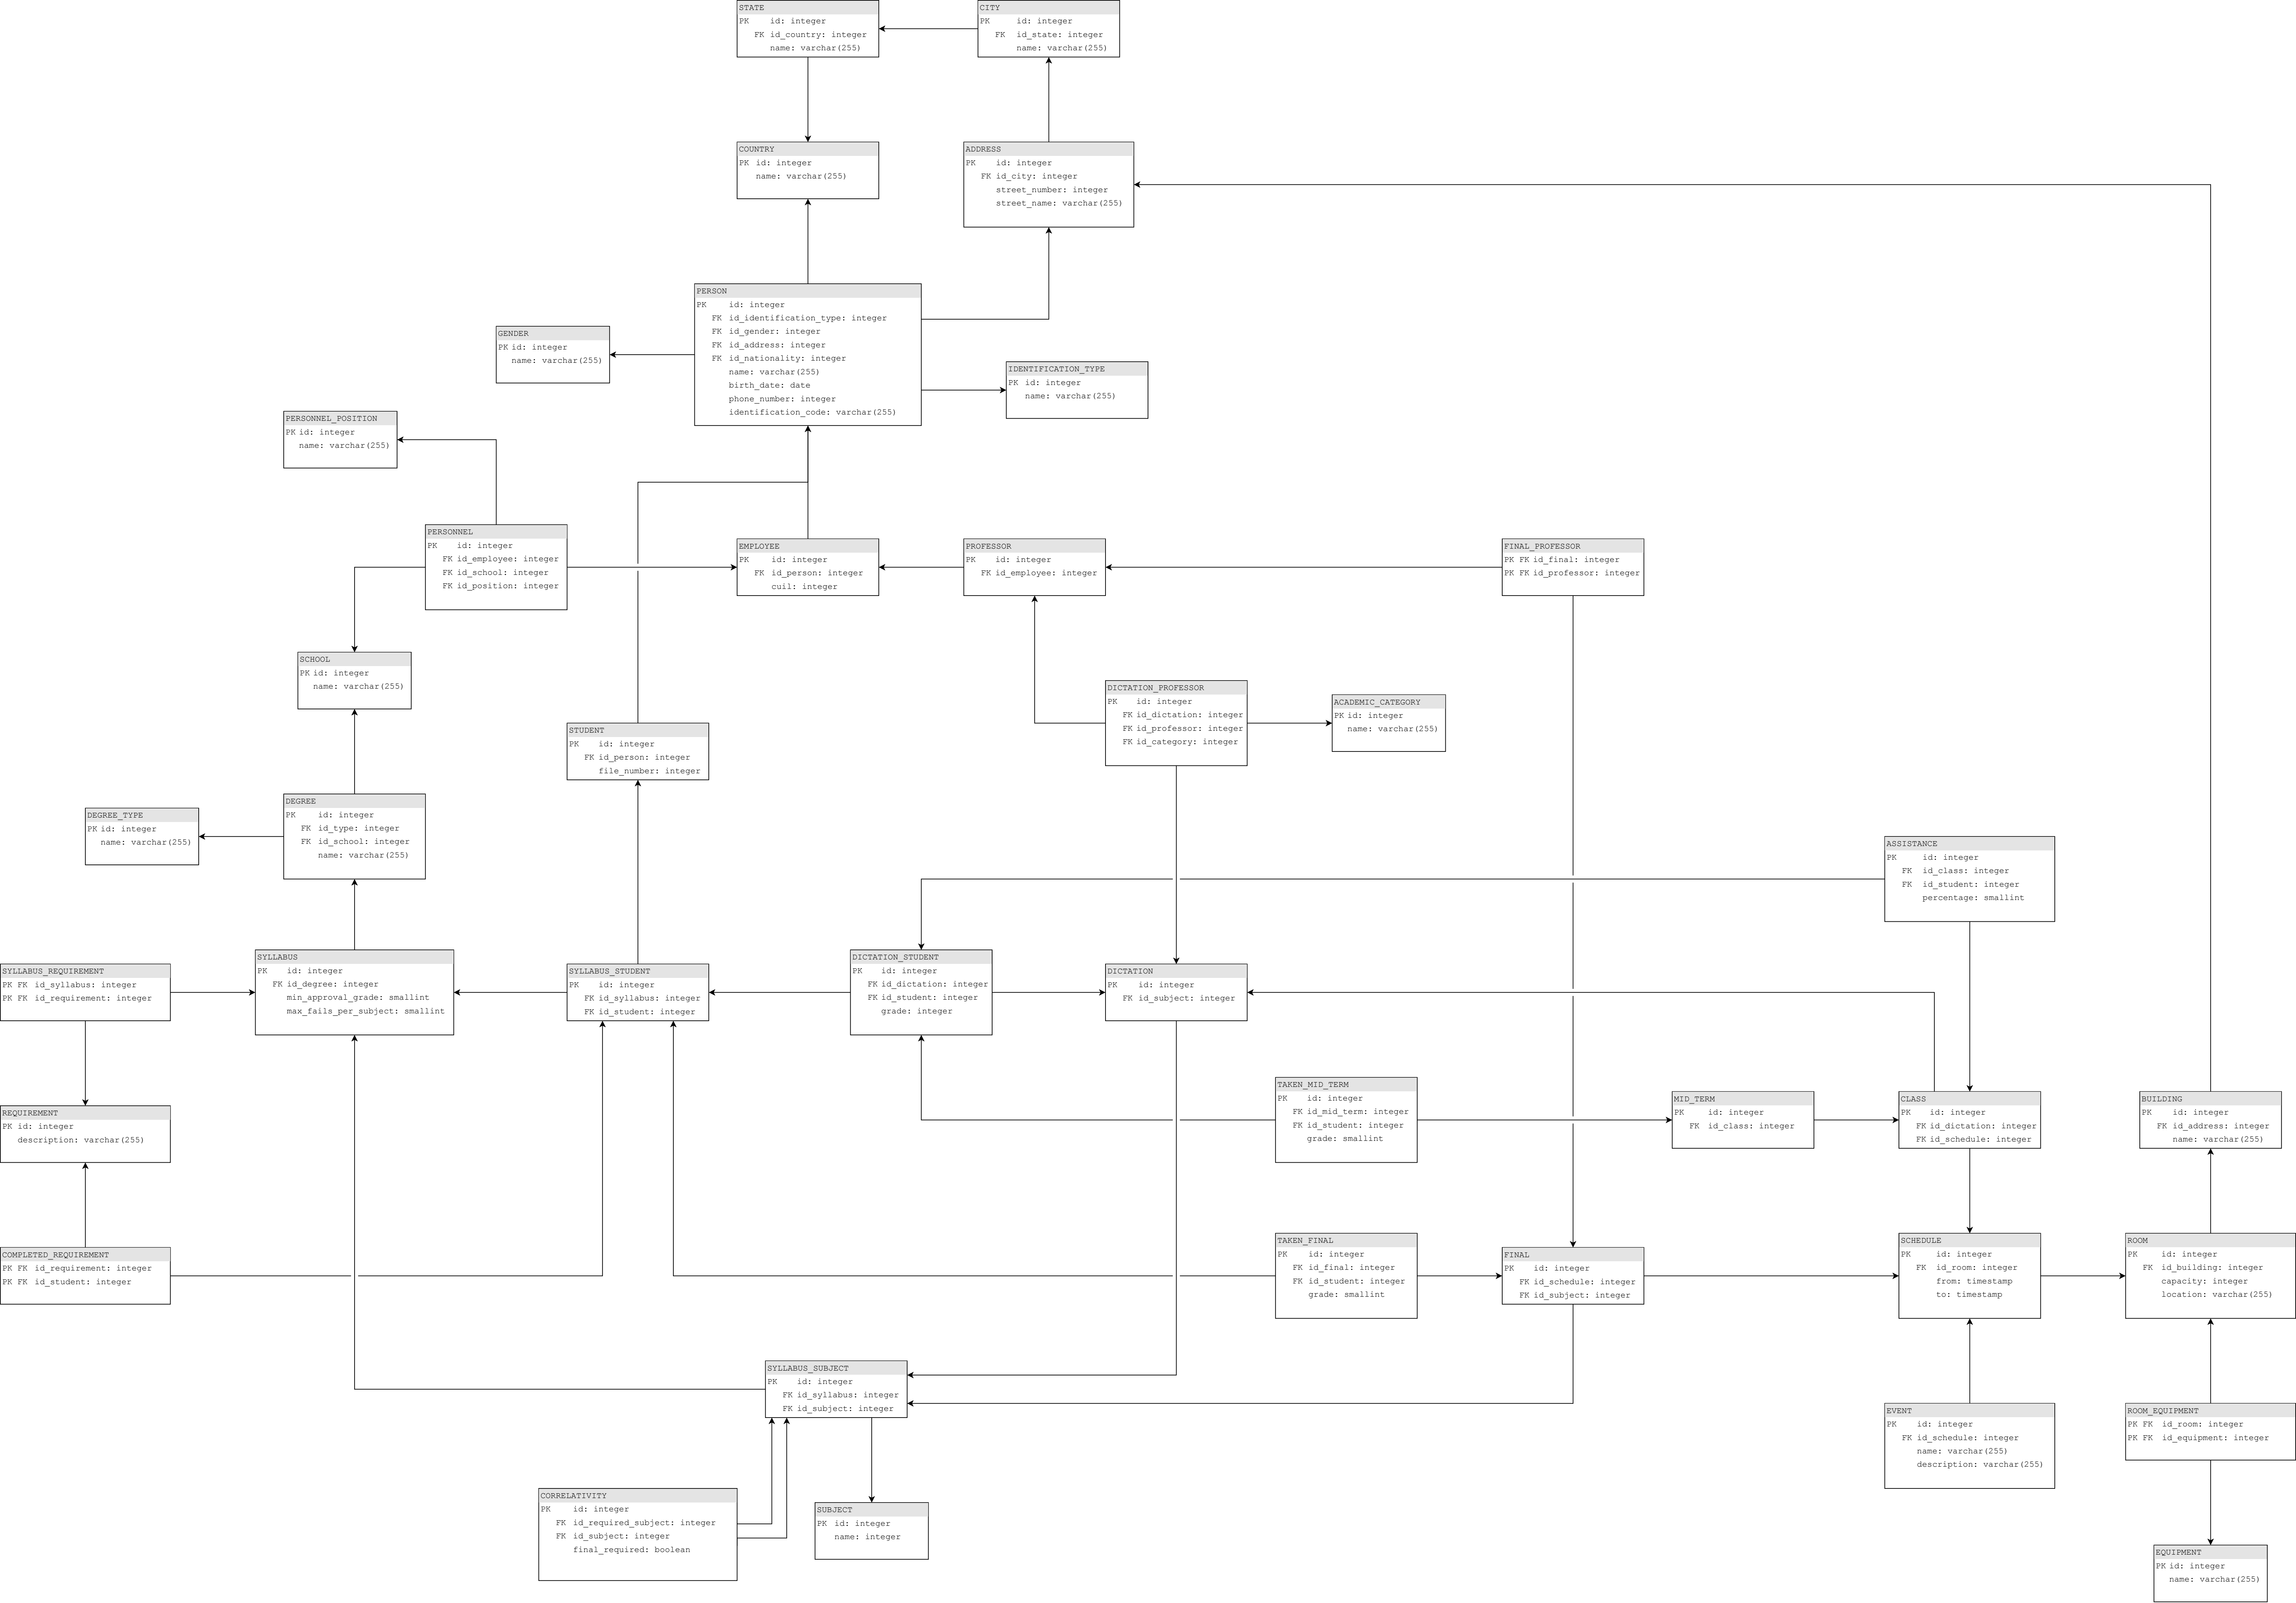 STATE
PK id: integer
FK id_country: integer
name: varchar(255)
CITY
PK id: integer
FK id_state: integer
name: varchar(255)
COUNTRY
PK id: integer
name: varchar(255)
ADDRESS
PK id: integer
FK id_city: integer
street_number: integer
street_name: varchar(255)
PERSON
PK id: integer
FK id_identification_type: integer
FK id_gender: integer
FK id_address: integer
FK id_nationality: integer
name: varchar(255)
birth_date: date
phone_number: integer
identification_code: varchar(255)
GENDER
PK id: integer
name: varchar(255)
IDENTIFICATION_TYPE
PK id: integer
name: varchar(255)
PERSONNEL_POSITION
PK id: integer
name: varchar(255)
PERSONNEL
PK id: integer
FK id_employee: integer
FK id_school: integer
FK id_position: integer
EMPLOYEE
PK id: integer
FK id_person: integer
cuil: integer
PROFESSOR
PK id: integer
FK id_employee: integer
FINAL_PROFESSOR
PK FK id_final: integer
PK FK id_professor: integer
SCHOOL
PK id: integer
name: varchar(255)
DICTATION_PROFESSOR
PK id: integer
FK id_dictation: integer
FK id_professor: integer
FK id_category: integer
ACADEMIC_CATEGORY
PK id: integer
name: varchar(255)
STUDENT
PK id: integer
FK id_person: integer
file_number: integer
DEGREE
PK id: integer
FK id_type: integer
FK id_school: integer
name: varchar(255)
DEGREE_TYPE
PK id: integer
name: varchar(255)
ASSISTANCE
PK id: integer
FK id_class: integer
FK id_student: integer
percentage: smallint
SYLLABUS_REQUIREMENT
PK FK id_syllabus: integer
PK FK id_requirement: integer
SYLLABUS
PK id: integer
FK id_degree: integer
min_approval_grade: smallint
max_fails_per_subject: smallint
SYLLABUS_STUDENT
PK id: integer
FK id_syllabus: integer
FK id_student: integer
DICTATION_STUDENT
PK id: integer
FK id_dictation: integer
FK id_student: integer
grade: integer
DICTATION
PK id: integer
FK id_subject: integer
TAKEN_MID_TERM
PK id: integer
FK id_mid_term: integer
FK id_student: integer
grade: smallint
MID_TERM
PK id: integer
FK id_class: integer
CLASS
PK id: integer
FK id_dictation: integer
FK id_schedule: integer
BUILDING
PK id: integer
FK id_address: integer
name: varchar(255)
REQUIREMENT
PK id: integer
description: varchar(255)
COMPLETED_REQUIREMENT
PK FK id_requirement: integer
PK FK id_student: integer
TAKEN_FINAL
PK id: integer
FK id_final: integer
FK id_student: integer
grade: smallint
FINAL
PK id: integer
FK id_schedule: integer
FK id_subject: integer
SCHEDULE
PK id: integer
FK id_room: integer
from: timestamp
to: timestamp
ROOM
PK id: integer
FK id_building: integer
capacity: integer
location: varchar(255)
SYLLABUS_SUBJECT
PK id: integer
FK id_syllabus: integer
FK id_subject: integer
EVENT
PK id: integer
FK id_schedule: integer
name: varchar(255)
description: varchar(255)
ROOM_EQUIPMENT
PK FK id_room: integer
PK FK id_equipment: integer
CORRELATIVITY
PK id: integer
FK id_required_subject: integer
FK id_subject: integer
final_required: boolean
SUBJECT
PK id: integer
name: integer
EQUIPMENT
PK id: integer
name: varchar(255)